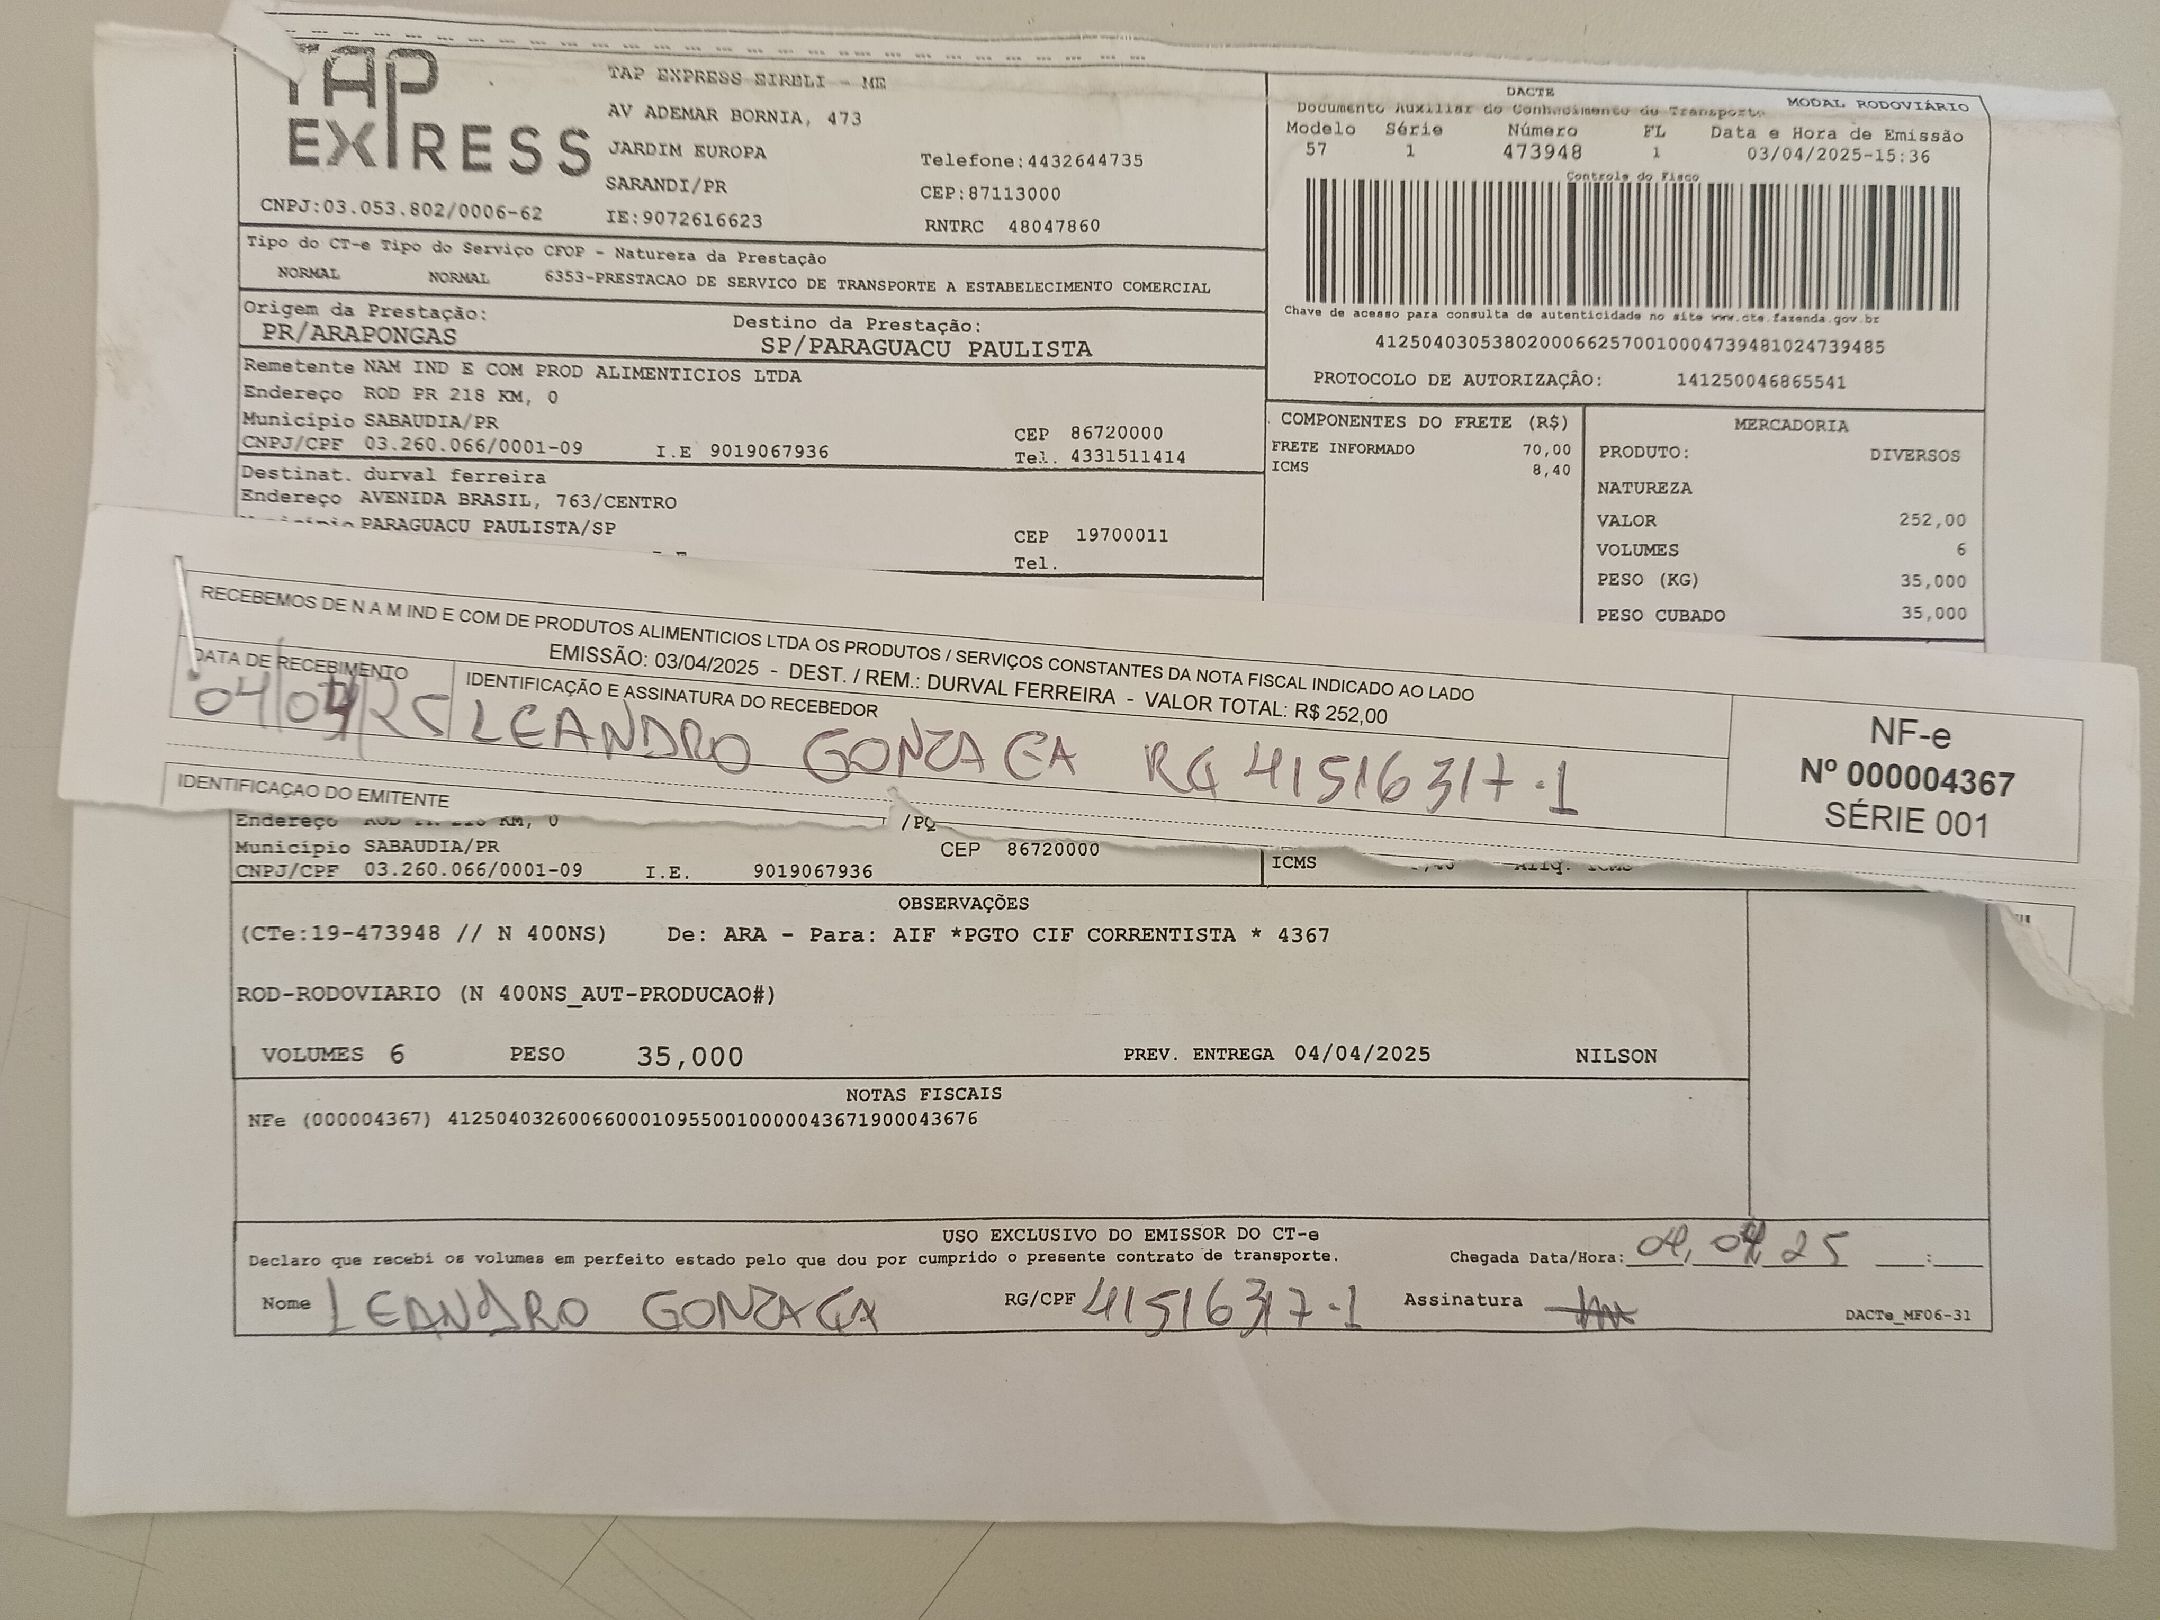 TAP EXPRESS
TAP EXPRESS EIRELI - ME
AV ADEMAR BORNIA, 473
JARDIM EUROPA
SARANDI/PR
IE:9072616623
Telefone:4432644735
CEP:87113000
RNTRC 48047860
CNPJ:03.053.802/0006-62
DACTE
MODAL RODOVIÁRIO
Documento Auxiliar do Conhecimento do Transporte
Modelo Série Número FL Data e Hora de Emissão
57 1 473948 1 03/04/2025-15:36
Controle do Fisco
Chave de acesso para consulta de autenticidade no site www.cte.fazenda.gov.br
41250403053802000662570010004739481024739485
PROTOCOLO DE AUTORIZAÇÃO: 141250046865541
Tipo do CT-e Tipo do Serviço CFOP - Natureza da Prestação
NORMAL NORMAL 6353-PRESTACAO DE SERVICO DE TRANSPORTE A ESTABELECIMENTO COMERCIAL
Origem da Prestação: Destino da Prestação:
PR/ARAPONGAS SP/PARAGUACU PAULISTA
Remetente NAM IND E COM PROD ALIMENTICIOS LTDA
Endereço ROD PR 218 KM, 0
Município SABAUDIA/PR CEP 86720000
CNPJ/CPF 03.260.066/0001-09 I.E 9019067936 Tel. 4331511414
Destinat. durval ferreira
Endereço AVENIDA BRASIL, 763/CENTRO
PARAGUACU PAULISTA/SP CEP 19700011
Tel.
COMPONENTES DO FRETE (R$)
FRETE INFORMADO 70,00
ICMS 8,40
MERCADORIA
PRODUTO: DIVERSOS
NATUREZA
VALOR 252,00
VOLUMES 6
PESO (KG) 35,000
PESO CUBADO 35,000
RECEBEMOS DE N A M IND E COM DE PRODUTOS ALIMENTICIOS LTDA OS PRODUTOS / SERVIÇOS CONSTANTES DA NOTA FISCAL INDICADO AO LADO
EMISSÃO: 03/04/2025 - DEST. / REM.: DURVAL FERREIRA - VALOR TOTAL: R$ 252,00
DATA DE RECEBIMENTO IDENTIFICAÇÃO E ASSINATURA DO RECEBEDOR
04/04/25 LEANDRO GONZAGA RG 41516317-1
NF-e
Nº 000004367
SÉRIE 001
IDENTIFICAÇÃO DO EMITENTE
Endereço ROD PR 218 KM, 0
Município SABAUDIA/PR CEP 86720000
CNPJ/CPF 03.260.066/0001-09 I.E. 9019067936
ICMS
OBSERVAÇÕES
(CTe:19-473948 // N 400NS) De: ARA - Para: AIF *PGTO CIF CORRENTISTA * 4367
ROD-RODOVIARIO (N 400NS_AUT-PRODUCAO#)
VOLUMES 6 PESO 35,000 PREV. ENTREGA 04/04/2025 NILSON
NOTAS FISCAIS
NFe (000004367) 41250403260066000109550010000043671900043676
USO EXCLUSIVO DO EMISSOR DO CT-e
Declaro que recebi os volumes em perfeito estado pelo que dou por cumprido o presente contrato de transporte. Chegada Data/Hora: 04, 04 25 :
Nome LEANDRO GONZAGA RG/CPF 41516317-1 Assinatura
DACTe_MF06-31